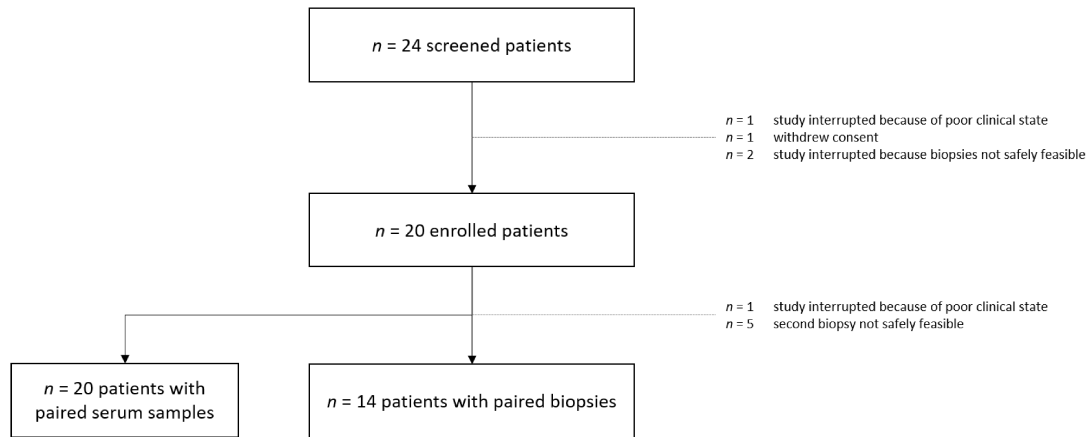 n = 24 screened patients
n = 1 study interrupted because of poor clinical state
n = 1 withdrew consent
n = 2 study interrupted because biopsies not safely feasible
n = 20 enrolled patients
n = 1 study interrupted because of poor clinical state
n = 5 second biopsy not safely feasible
n = 20 patients with
paired serum samples
n = 14 patients with paired biopsies